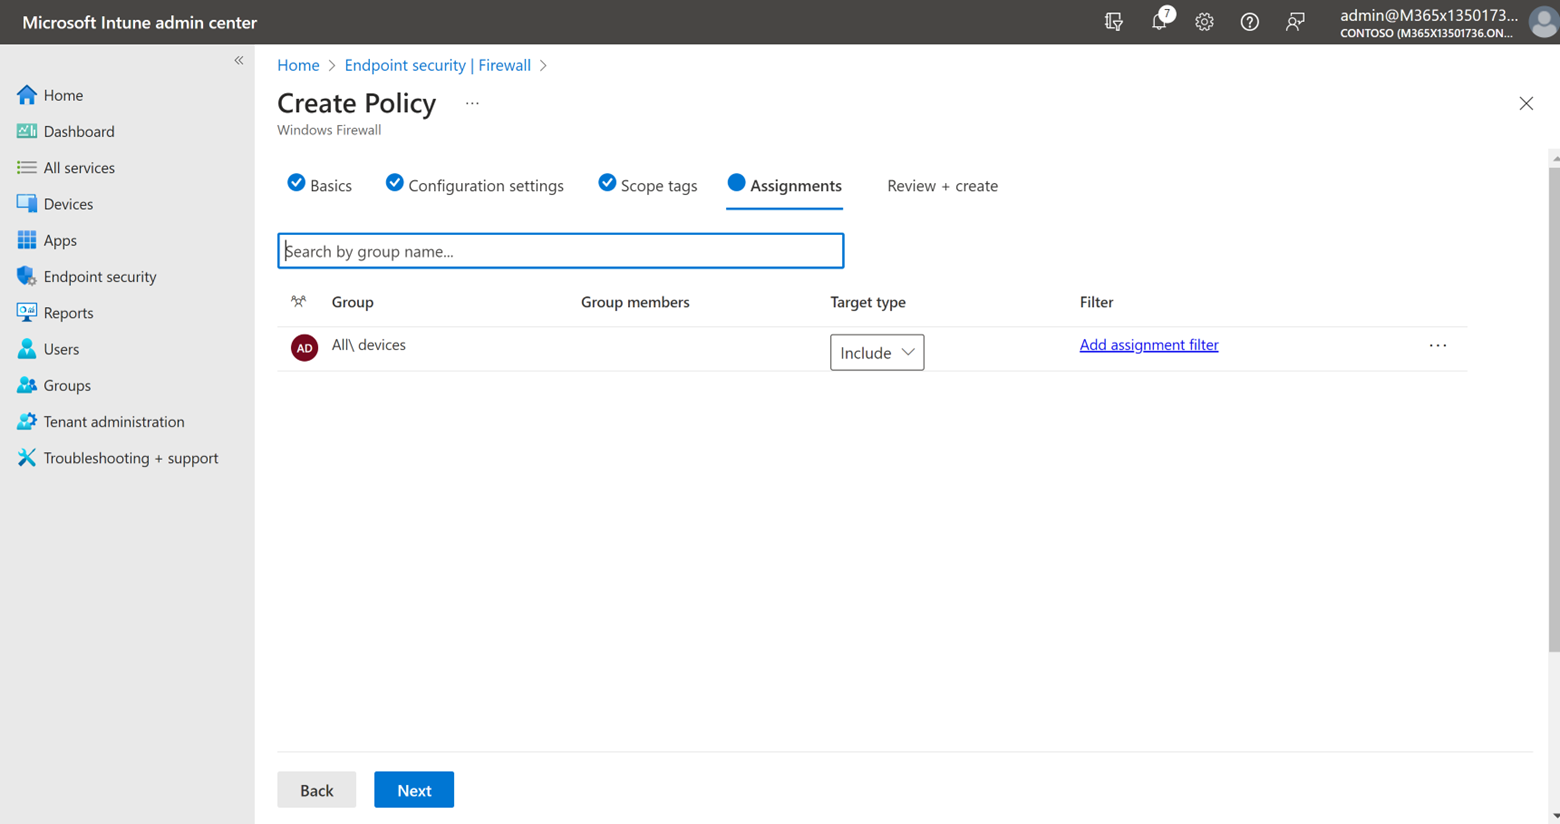 Microsoft Intune admin center
7
admin@M365x1350173...
CONTOSO (M365X13501736.ON...
«
Home
Dashboard
All services
Devices
Apps
Endpoint security
Reports
Users
Groups
Tenant administration
Troubleshooting + support
Home > Endpoint security | Firewall >
Create Policy ...
Windows Firewall
Basics Configuration settings Scope tags Assignments Review + create
Search by group name...
Group Group members Target type Filter
AD All\ devices Include Add assignment filter ...
Back Next